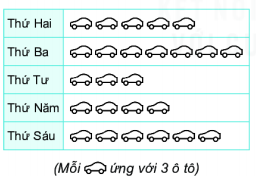 Thứ Hai
Thứ Ba
Thứ Tư
Thứ Năm
Thứ Sáu
(Mỗi ứng với 3 ô tô)